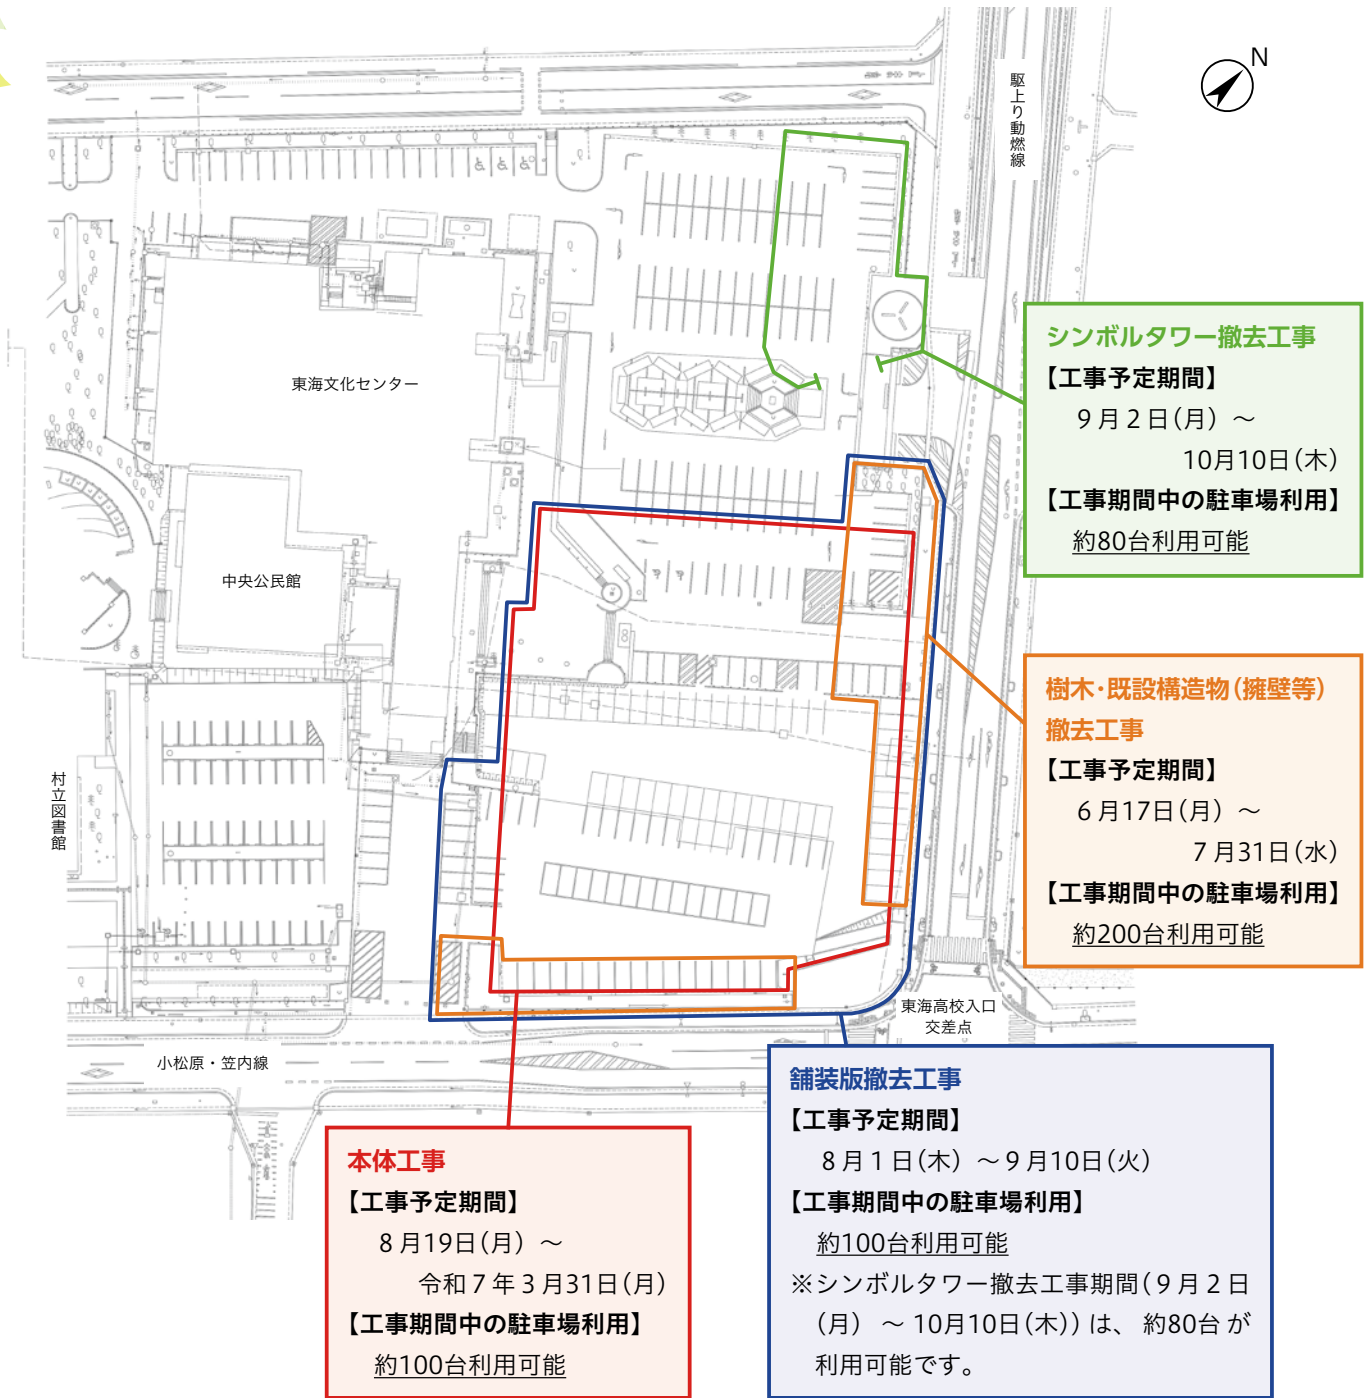 N
駆上り動燃線
東海文化センター
中央公民館
村立図書館
小松原・笠内線
東海高校入口
交差点
シンボルタワー撤去工事
【工事予定期間】
9月2日(月) ～
10月10日(木)
【工事期間中の駐車場利用】
約80台利用可能
樹木・既設構造物(擁壁等)
撤去工事
【工事予定期間】
6月17日(月) ～
7月31日(水)
【工事期間中の駐車場利用】
約200台利用可能
本体工事
【工事予定期間】
8月19日(月) ～
令和7年3月31日(月)
【工事期間中の駐車場利用】
約100台利用可能
舗装版撤去工事
【工事予定期間】
8月1日(木) ～9月10日(火)
【工事期間中の駐車場利用】
約100台利用可能
※シンボルタワー撤去工事期間(9月2日
(月) ～ 10月10日(木))は、約80台が
利用可能です。